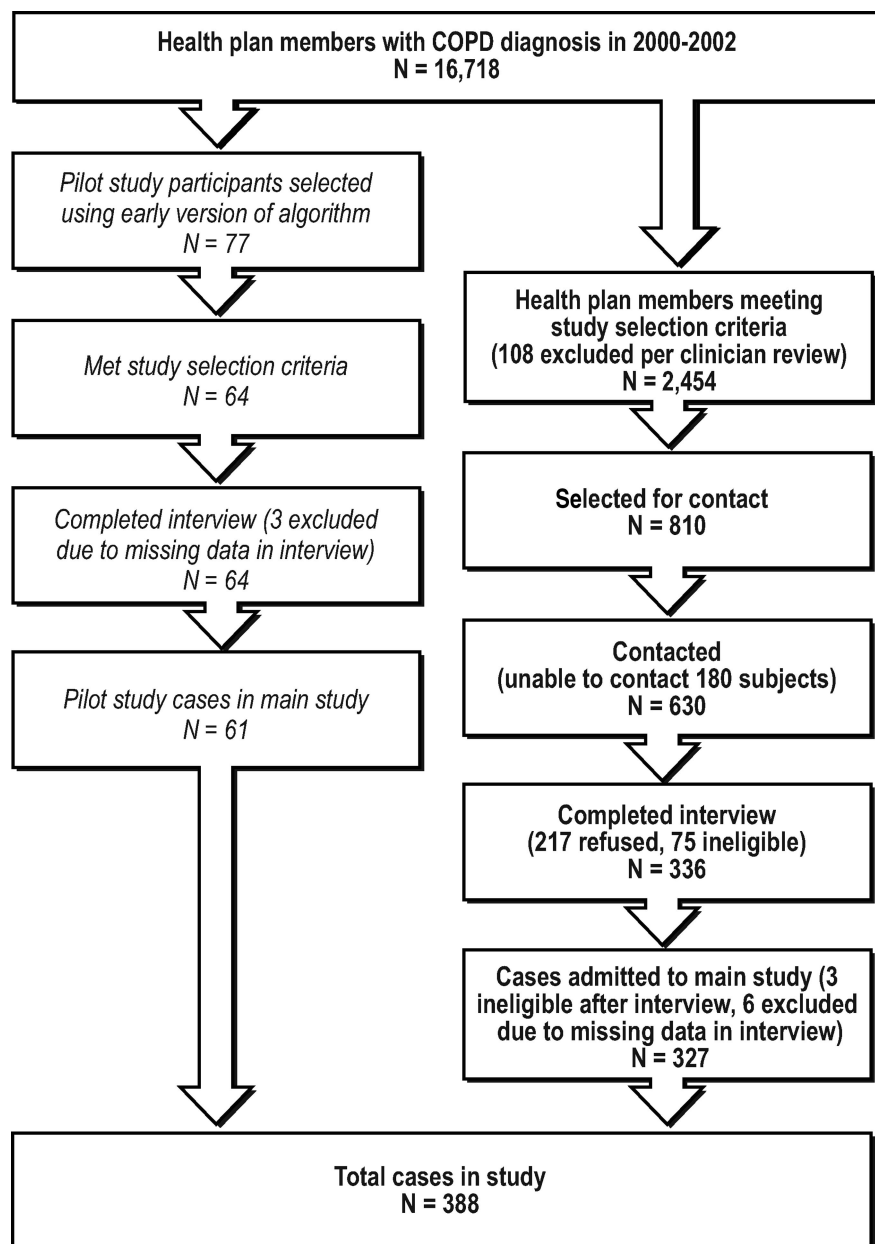 Health plan members with COPD diagnosis in 2000-2002
N = 16,718
Pilot study participants selected
using early version of algorithm
N = 77
Met study selection criteria
N = 64
Completed interview (3 excluded
due to missing data in interview)
N = 64
Pilot study cases in main study
N = 61
Health plan members meeting
study selection criteria
(108 excluded per clinician review)
N = 2,454
Selected for contact
N = 810
Contacted
(unable to contact 180 subjects)
N = 630
Completed interview
(217 refused, 75 ineligible)
N = 336
Cases admitted to main study (3
ineligible after interview, 6 excluded
due to missing data in interview)
N = 327
Total cases in study
N = 388